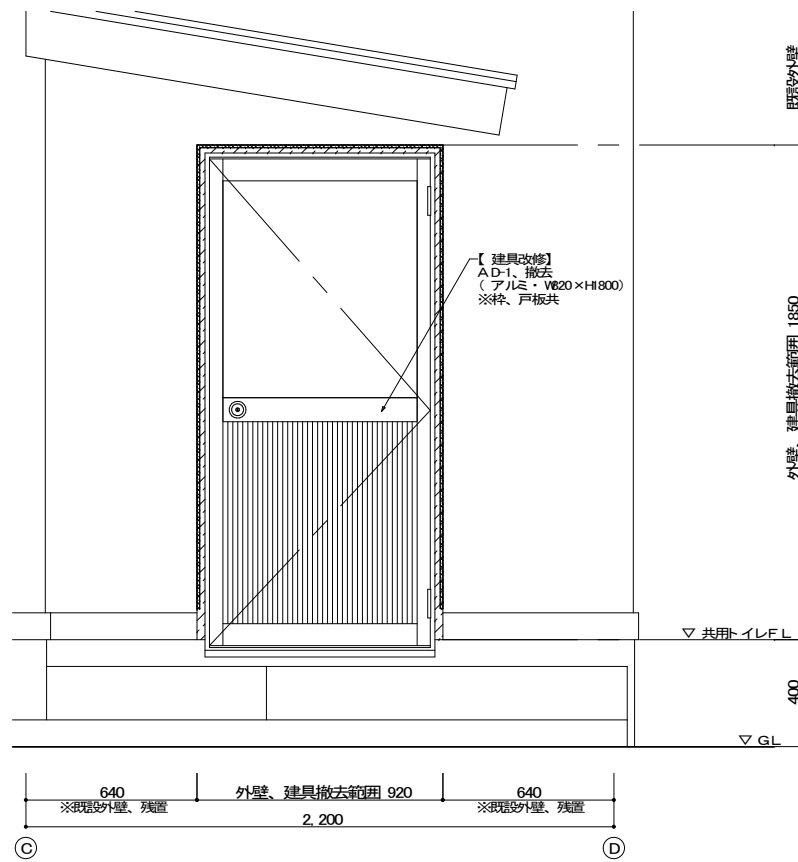 既設外壁
【 建具改修】
AD-1、撤去
( アルミ・ W820×H1800)
※枠、戸板共
外壁、建具撤去範囲 1850
▽ 共用トイレFL
400
▽ GL
640
外壁、建具撤去範囲 920
640
※既設外壁、残置
※既設外壁、残置
2,200
C
D